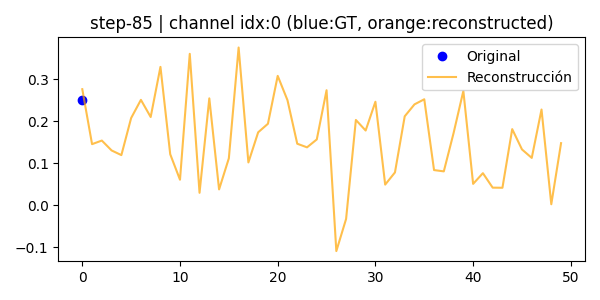 step-85 | channel idx:0 (blue:GT, orange:reconstructed)
Original
Reconstrucción
0.3
0.2
0.1
0.0
−0.1
0 10 20 30 40 50